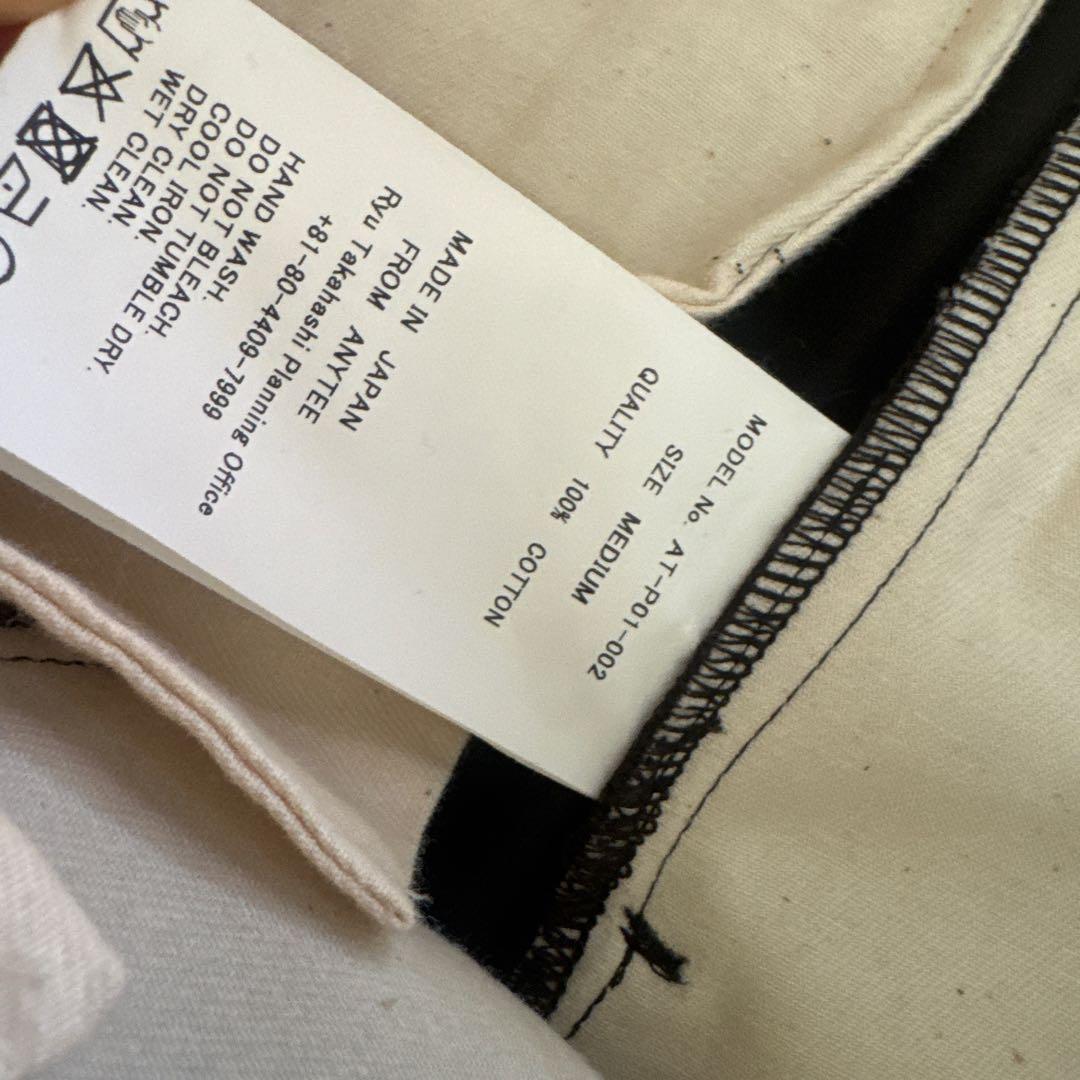 MODEL No. AT-P01-002
SIZE MEDIUM
QUALITY 100% COTTON
MADE IN JAPAN
FROM ANYTEE
Ryu Takahashi Planning Office
+81-80-4409-7999
HAND WASH.
DO NOT BLEACH.
DO NOT TUMBLE DRY.
COOL IRON.
DRY CLEAN.
WET CLEAN.